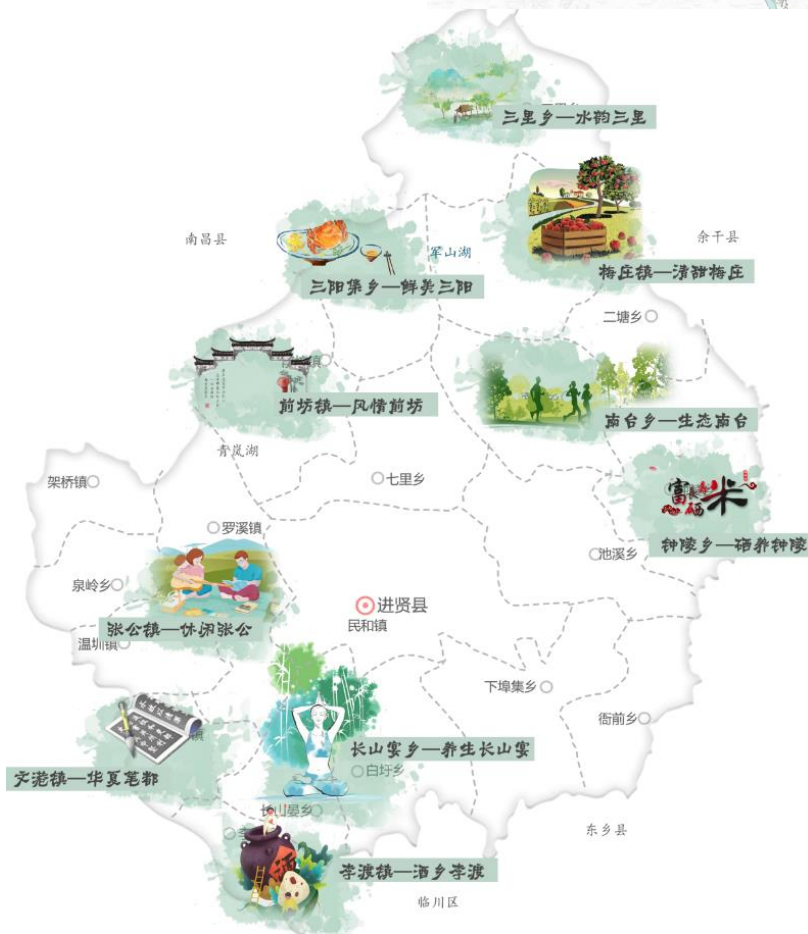 三里乡—水韵三里
南昌县
军山湖
余干县
梅庄镇—清甜梅庄
三阳集乡—鲜美三阳
二塘乡
镇
前坊镇—风情前坊
南台乡—生态南台
青岚湖
架桥镇
七里乡
富
硒
米
罗溪镇
池溪乡
钟陵乡—硒养钟陵
泉岭乡
进贤县
民和镇
张公镇—休闲张公
温圳镇
下埠集乡
衙前乡
长山宴乡—养生长山宴
白圩乡
文港镇—华夏笔都
长山晏乡
东乡县
酒
李渡镇—酒乡李渡
临川区